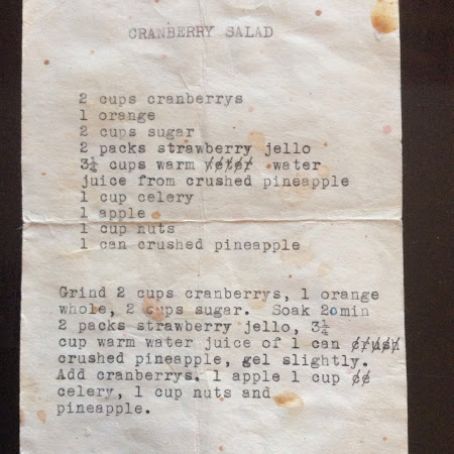 CRANBERRY SALAD
2 cups cranberrys
1 orange
2 cups sugar
2 packs strawberry jello
3¼ cups warm water
juice from crushed pineapple
1 cup celery
1 apple
1 cup nuts
1 can crushed pineapple
Grind 2 cups cranberrys, 1 orange
whole, 2 cups sugar. Soak 20min
2 packs strawberry jello, 3¼
cup warm water juice of 1 can
crushed pineapple, gel slightly.
Add cranberrys. 1 apple 1 cup
celery, 1 cup nuts and
pineapple.